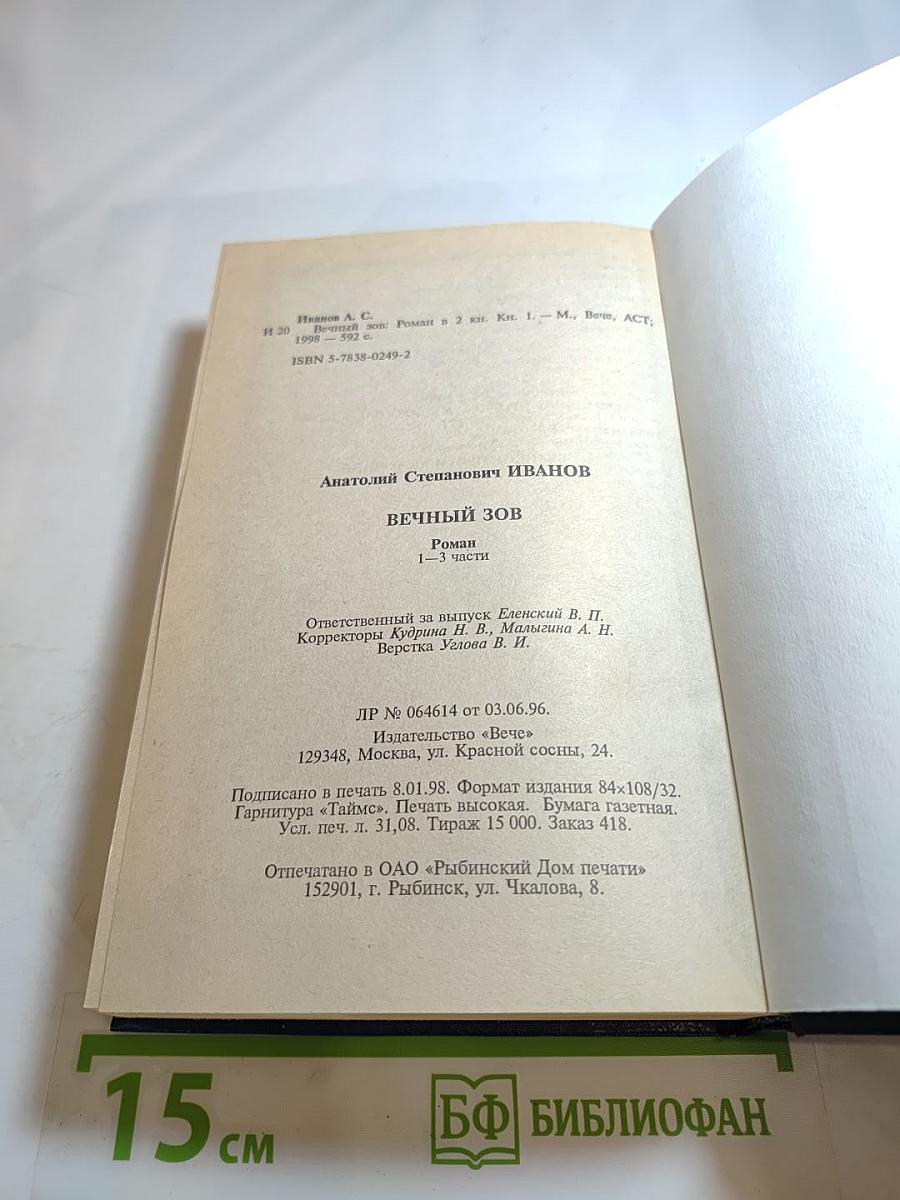 Иванов А. С.
И 20 Вечный зов: Роман в 2 кн. Кн. 1. — М., Вече, АСТ;
1998 — 592 с.
ISBN 5-7838-0249-2
Анатолий Степанович ИВАНОВ
ВЕЧНЫЙ ЗОВ
Роман
1—3 части
Ответственный за выпуск Еленский В. П.
Корректоры Кудрина Н. В., Малыгина А. Н.
Верстка Углова В. И.
ЛР № 064614 от 03.06.96.
Издательство «Вече»
129348, Москва, ул. Красной сосны, 24.
Подписано в печать 8.01.98. Формат издания 84×108/32.
Гарнитура «Таймс». Печать высокая. Бумага газетная.
Усл. печ. л. 31,08. Тираж 15 000. Заказ 418.
Отпечатано в ОАО «Рыбинский Дом печати»
152901, г. Рыбинск, ул. Чкалова, 8.
15 см
БФ БИБЛИОФАН